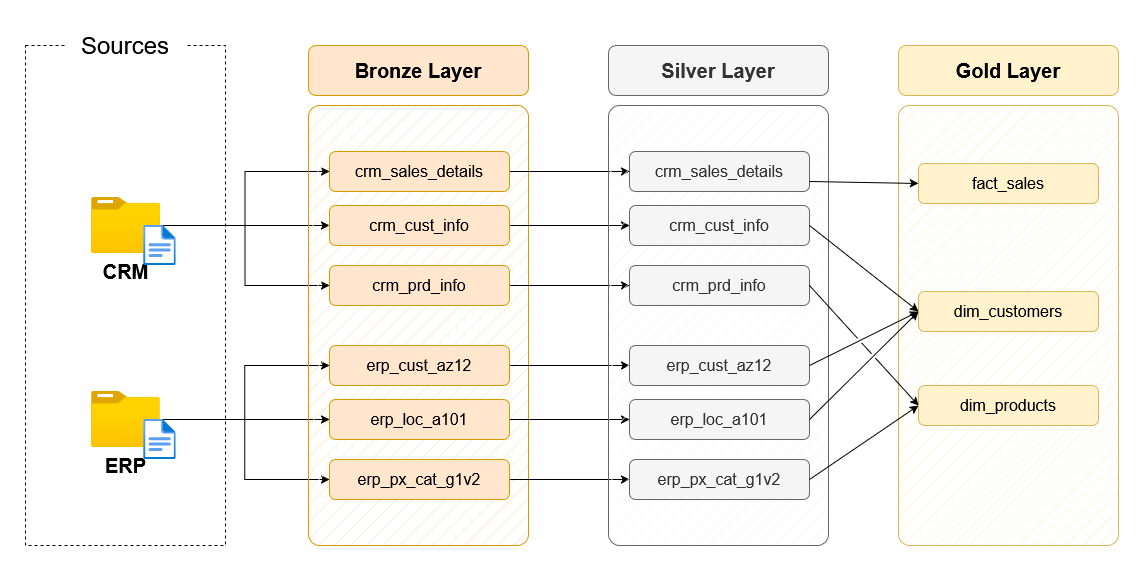 Sources
Bronze Layer
Silver Layer
Gold Layer
crm_sales_details
crm_sales_details
fact_sales
crm_cust_info
crm_cust_info
CRM
crm_prd_info
crm_prd_info
dim_customers
erp_cust_az12
erp_cust_az12
dim_products
erp_loc_a101
erp_loc_a101
ERP
erp_px_cat_g1v2
erp_px_cat_g1v2